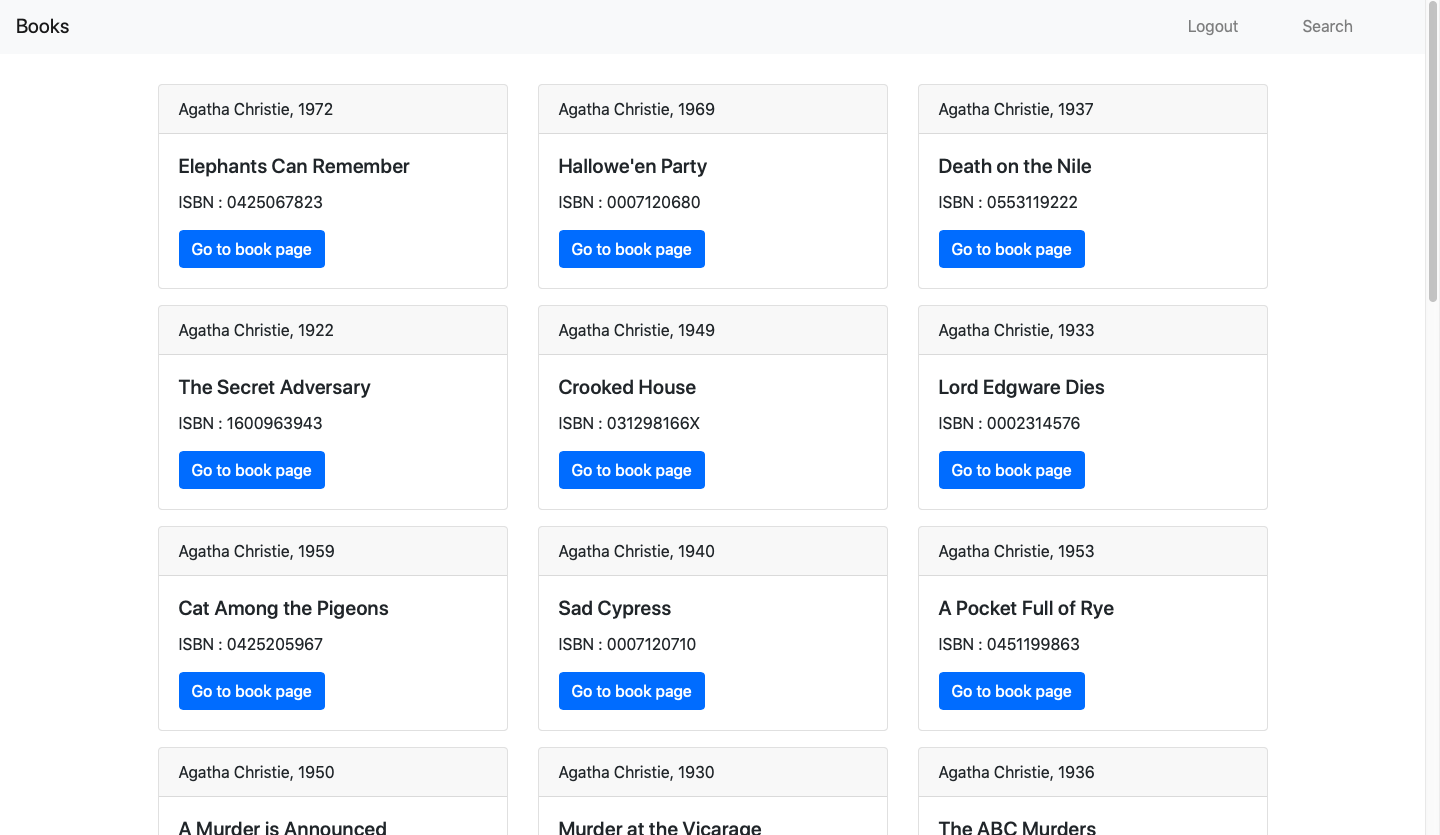 Books
Logout
Search
Agatha Christie, 1972
Elephants Can Remember
ISBN : 0425067823
Go to book page
Agatha Christie, 1969
Hallowe'en Party
ISBN : 0007120680
Go to book page
Agatha Christie, 1937
Death on the Nile
ISBN : 0553119222
Go to book page
Agatha Christie, 1922
The Secret Adversary
ISBN : 1600963943
Go to book page
Agatha Christie, 1949
Crooked House
ISBN : 031298166X
Go to book page
Agatha Christie, 1933
Lord Edgware Dies
ISBN : 0002314576
Go to book page
Agatha Christie, 1959
Cat Among the Pigeons
ISBN : 0425205967
Go to book page
Agatha Christie, 1940
Sad Cypress
ISBN : 0007120710
Go to book page
Agatha Christie, 1953
A Pocket Full of Rye
ISBN : 0451199863
Go to book page
Agatha Christie, 1950
A Murder is Announced
Agatha Christie, 1930
Murder at the Vicarage
Agatha Christie, 1936
The ABC Murders